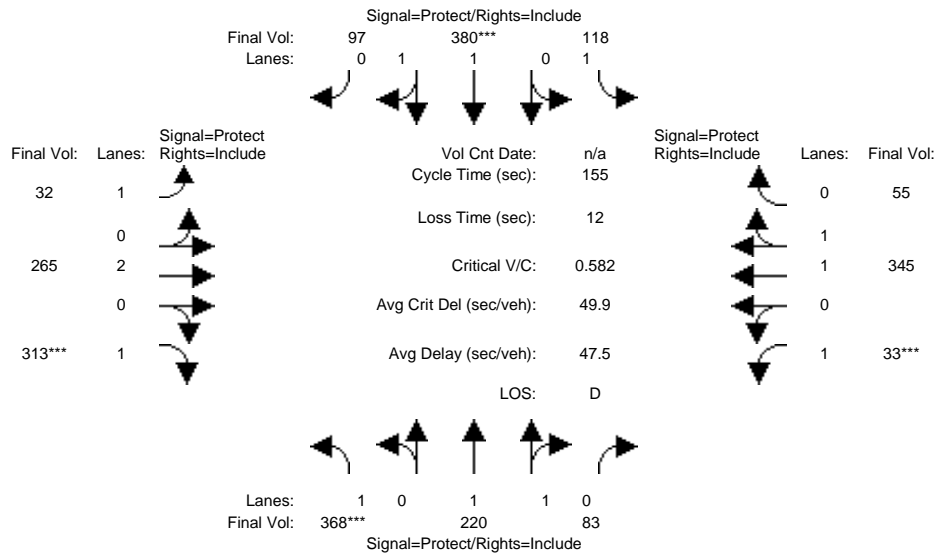 Signal=Protect/Rights=Include
Final Vol: 97 380*** 118
Lanes: 0 1 1 0 1
Signal=Protect
Final Vol: Lanes: Rights=Include
Vol Cnt Date: n/a
Signal=Protect
Rights=Include Lanes: Final Vol:
Cycle Time (sec): 155
32 1
0 55
Loss Time (sec): 12
0
1
265 2
Critical V/C: 0.582
1 345
0
Avg Crit Del (sec/veh): 49.9
0
313*** 1
Avg Delay (sec/veh): 47.5
1 33***
LOS: D
Lanes: 1 0 1 1 0
Final Vol: 368*** 220 83
Signal=Protect/Rights=Include